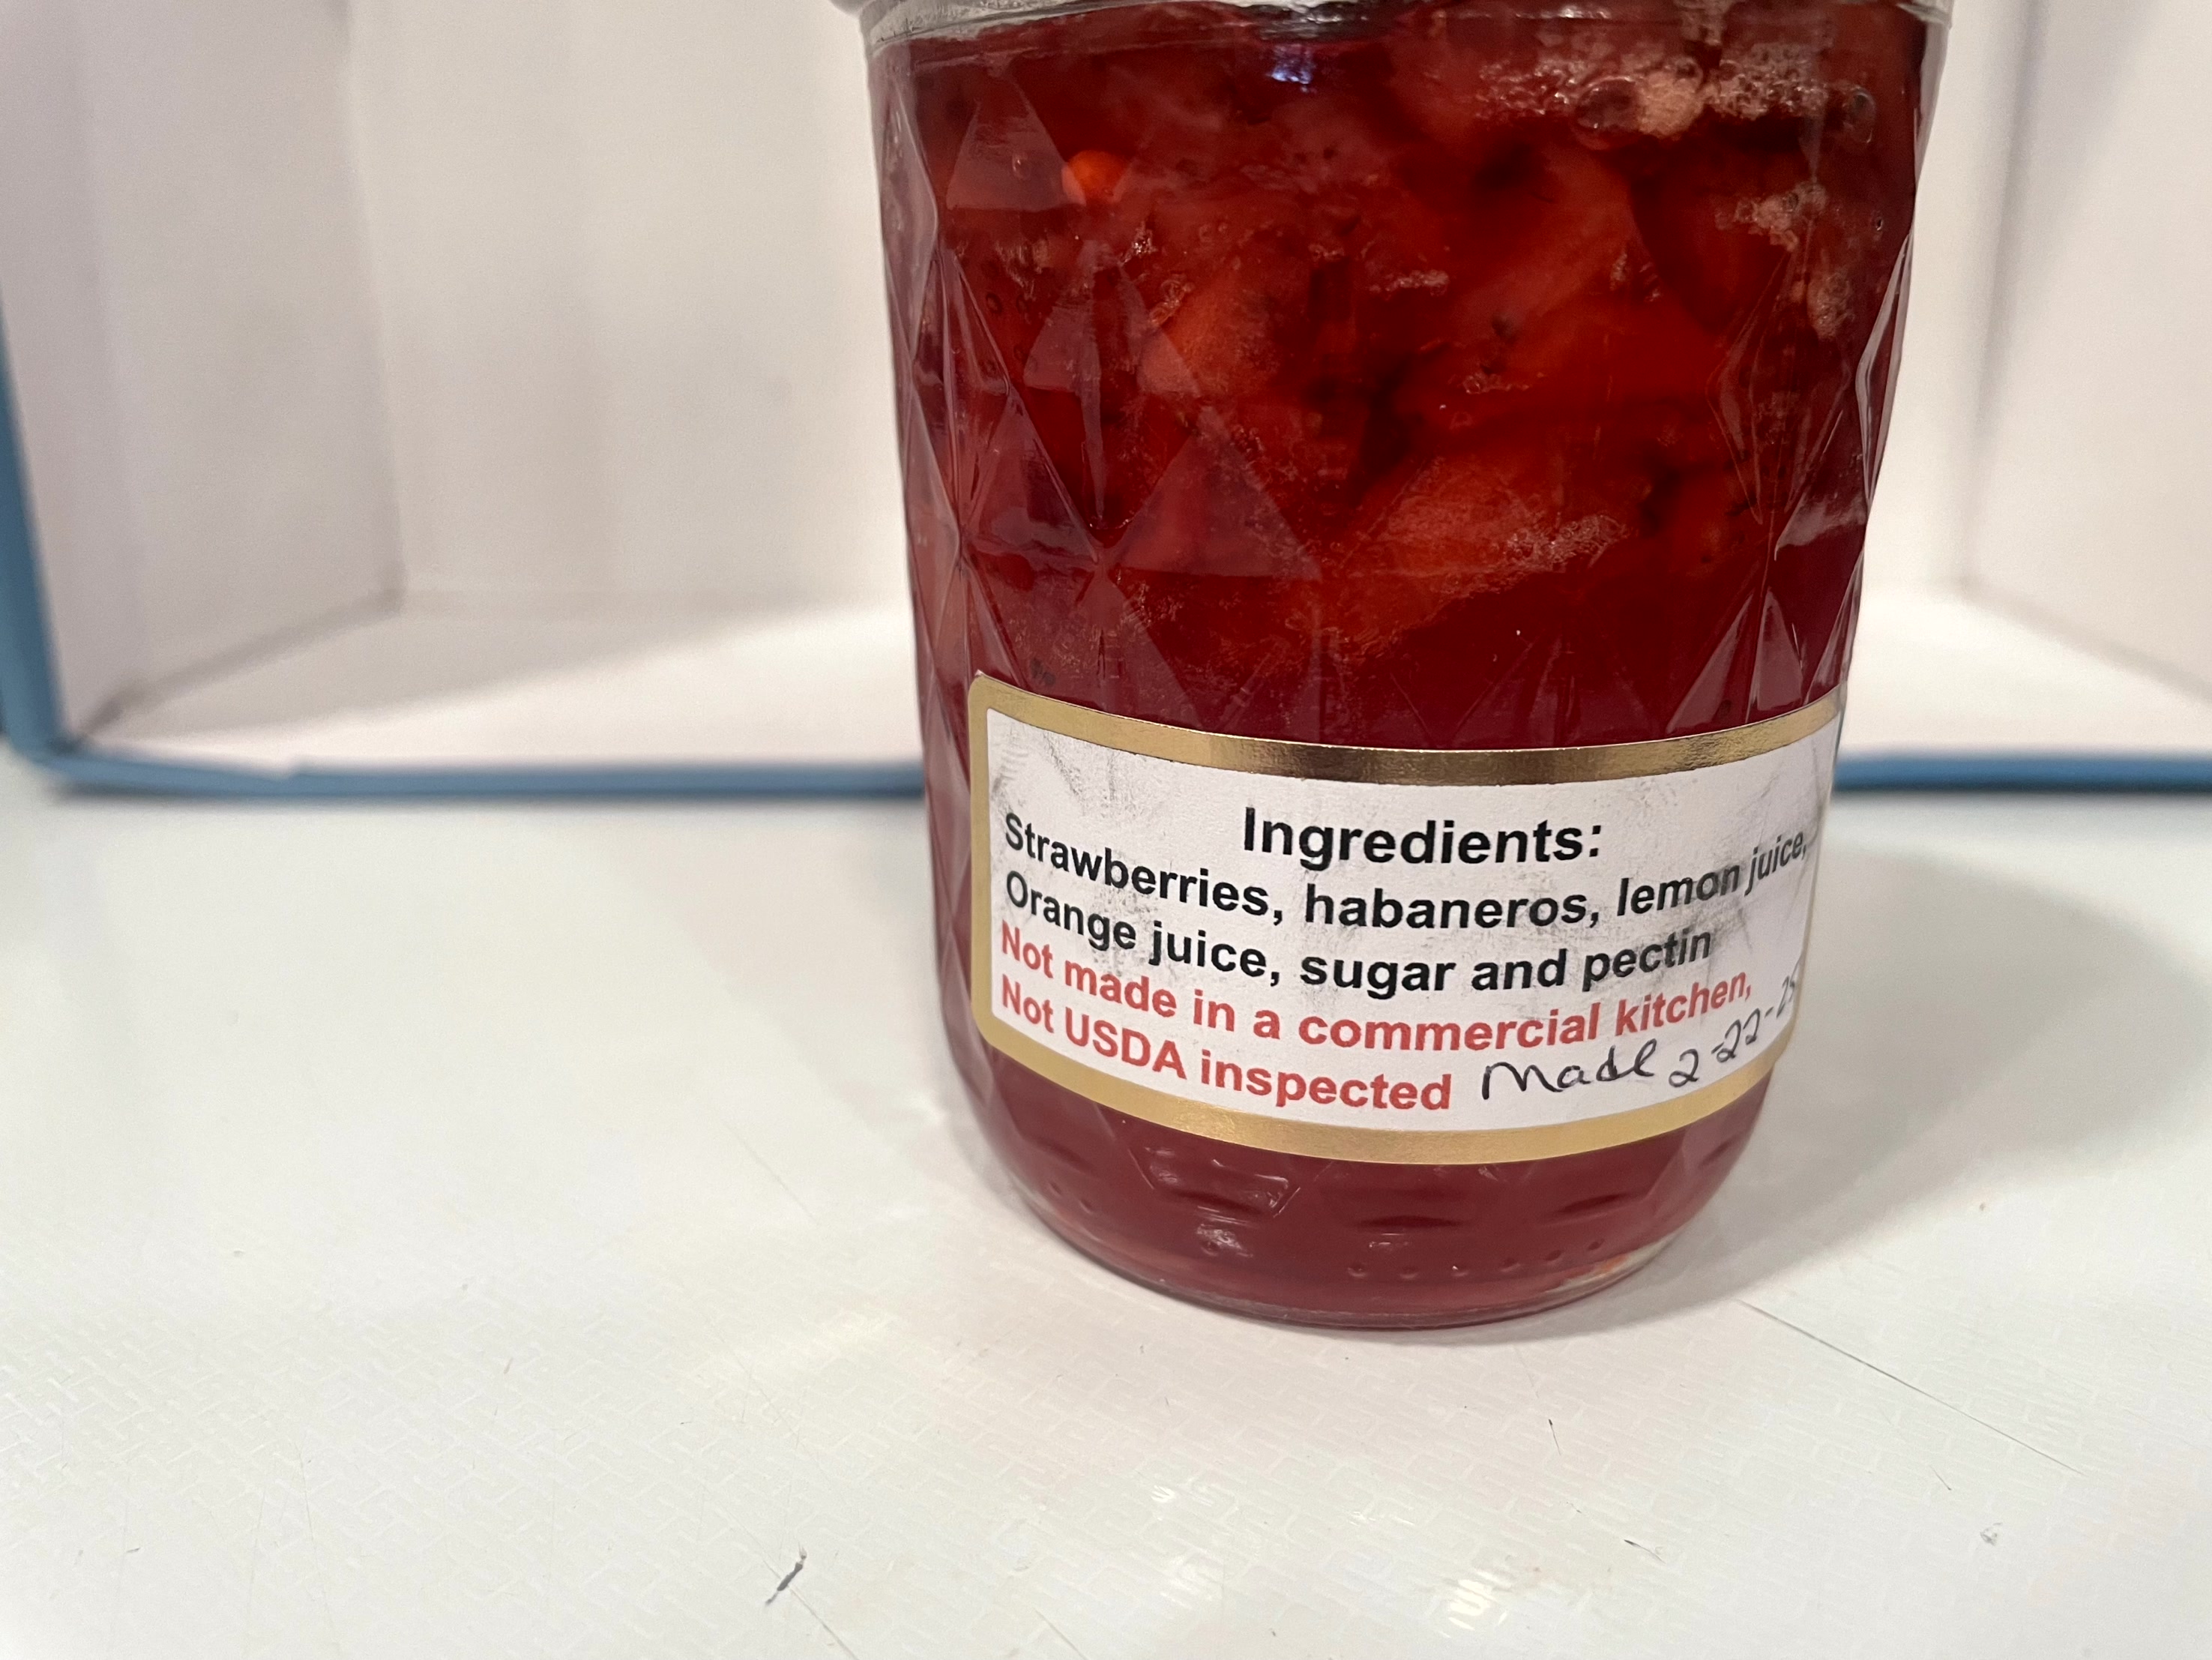 Ingredients:
Strawberries, habaneros, lemon juice,
Orange juice, sugar and pectin
Not made in a commercial kitchen,
Not USDA inspected Made 2-22-25